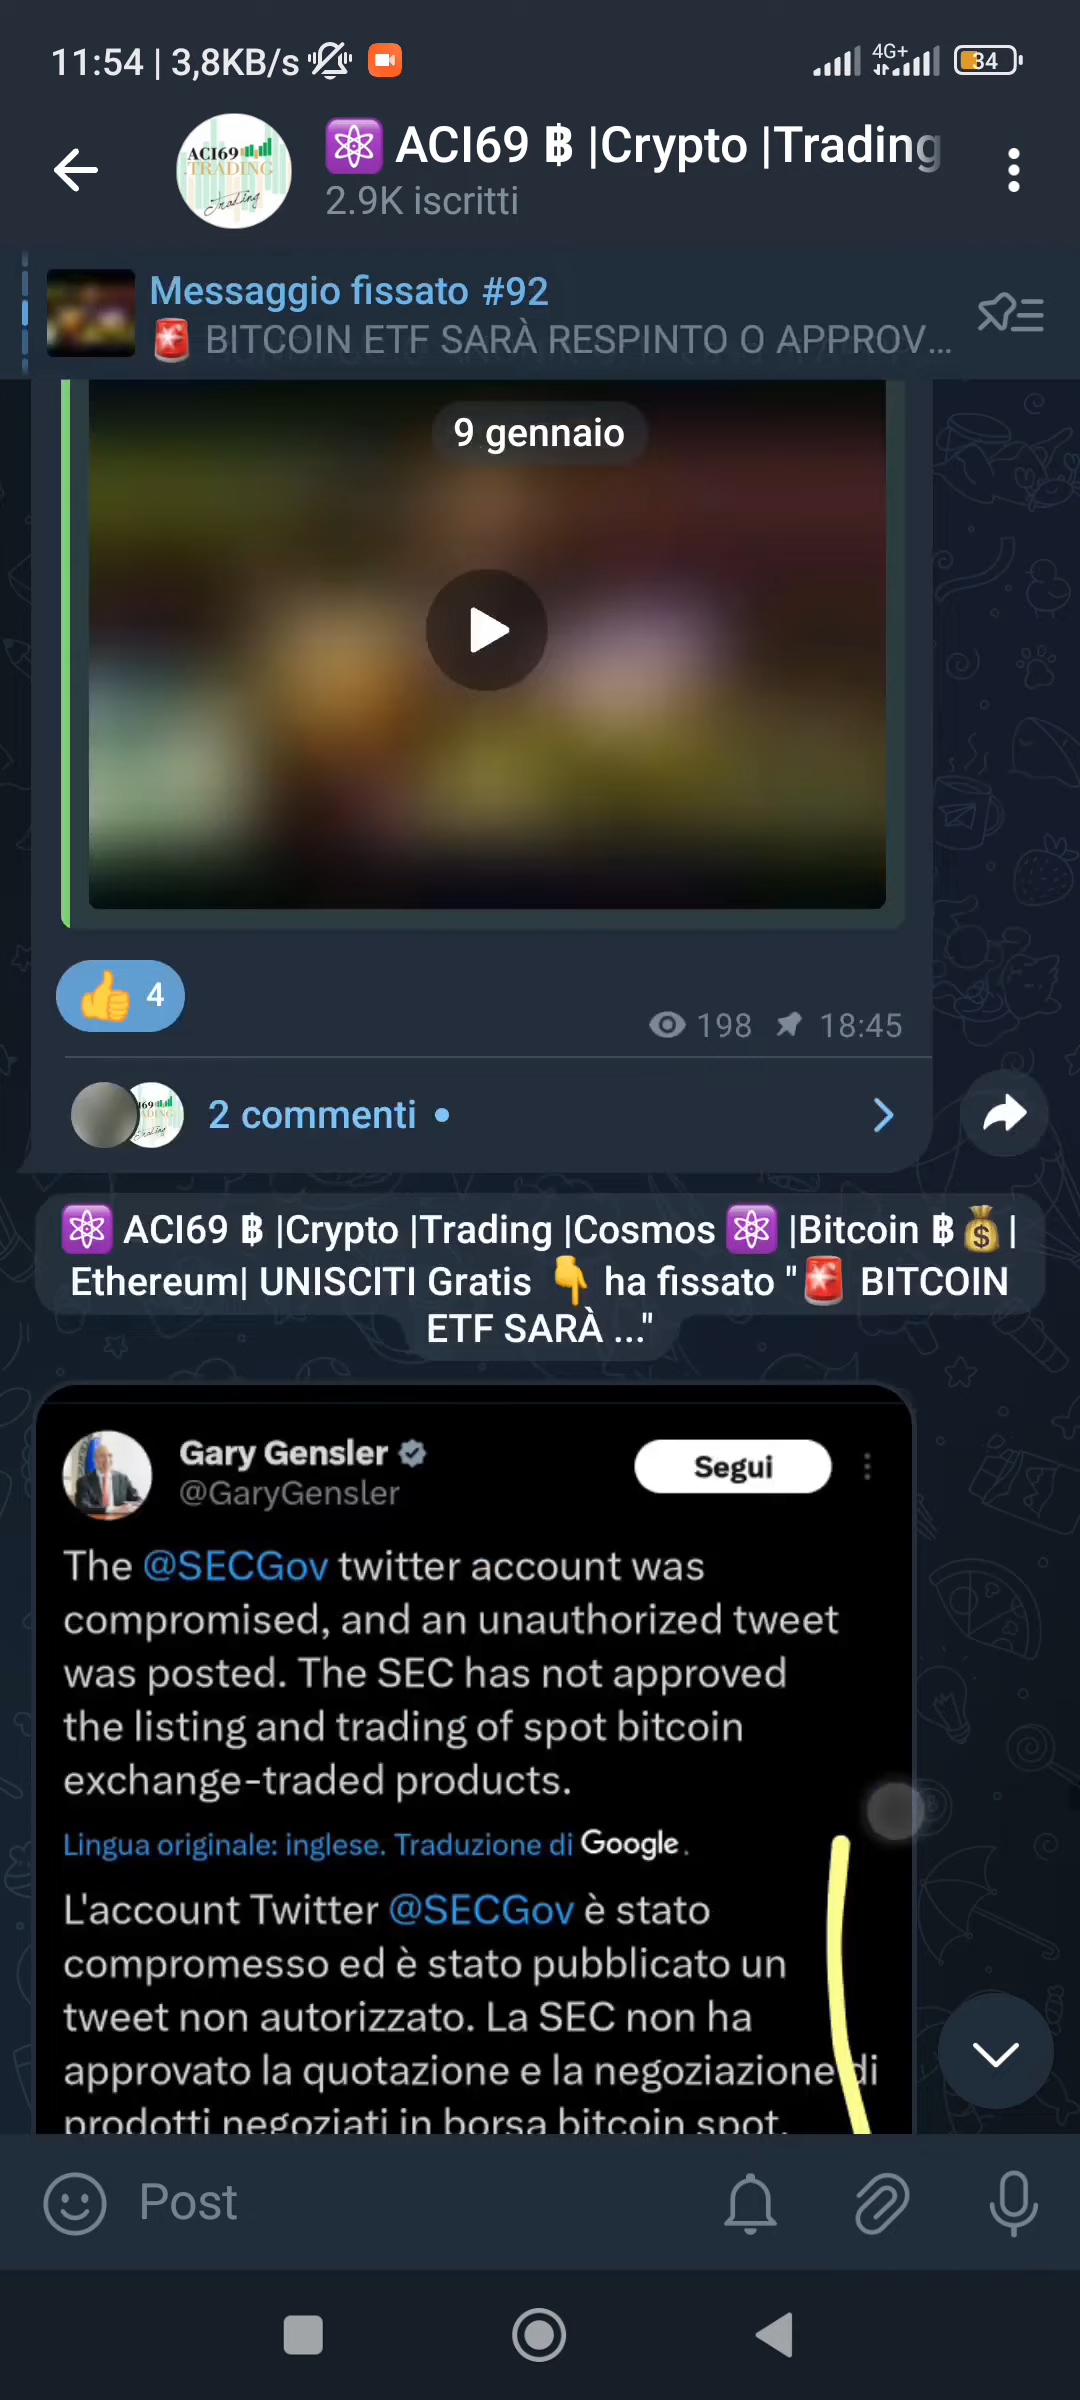 11:54 | 3,8KB/s
4G+
34
ACI69 ฿ |Crypto |Trading
2.9K iscritti
ACI69
TRADING
Trading
Messaggio fissato #92
BITCOIN ETF SARÀ RESPINTO O APPROV...
9 gennaio
4
198 18:45
2 commenti
ACI69 ฿ |Crypto |Trading |Cosmos |Bitcoin ฿ |
Ethereum| UNISCITI Gratis ha fissato " BITCOIN
ETF SARÀ ..."
Gary Gensler
@GaryGensler
Segui
The @SECGov twitter account was
compromised, and an unauthorized tweet
was posted. The SEC has not approved
the listing and trading of spot bitcoin
exchange-traded products.
Lingua originale: inglese. Traduzione di Google.
L'account Twitter @SECGov è stato
compromesso ed è stato pubblicato un
tweet non autorizzato. La SEC non ha
approvato la quotazione e la negoziazione di
prodotti negoziati in borsa bitcoin spot.
Post